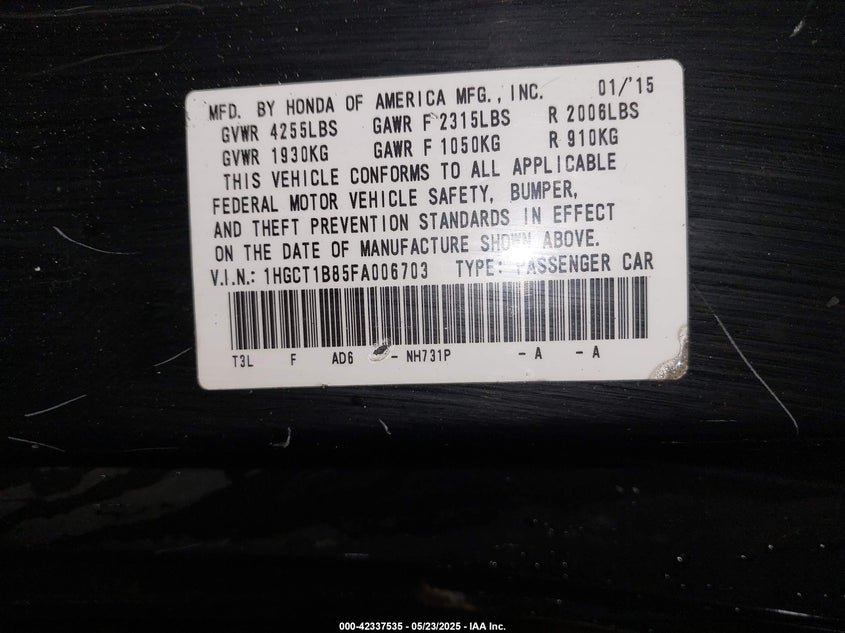 MFD. BY HONDA OF AMERICA MFG., INC. 01/'15
GVWR 4255LBS GAWR F 2315LBS R 2006LBS
GVWR 1930KG GAWR F 1050KG R 910KG
THIS VEHICLE CONFORMS TO ALL APPLICABLE
FEDERAL MOTOR VEHICLE SAFETY, BUMPER,
AND THEFT PREVENTION STANDARDS IN EFFECT
ON THE DATE OF MANUFACTURE SHOWN ABOVE.
V.I.N.: 1HGCT1B85FA006703 TYPE: PASSENGER CAR
T3L F AD6 - NH731P - A - A
000-42337535 - 05/23/2025 - IAA Inc.